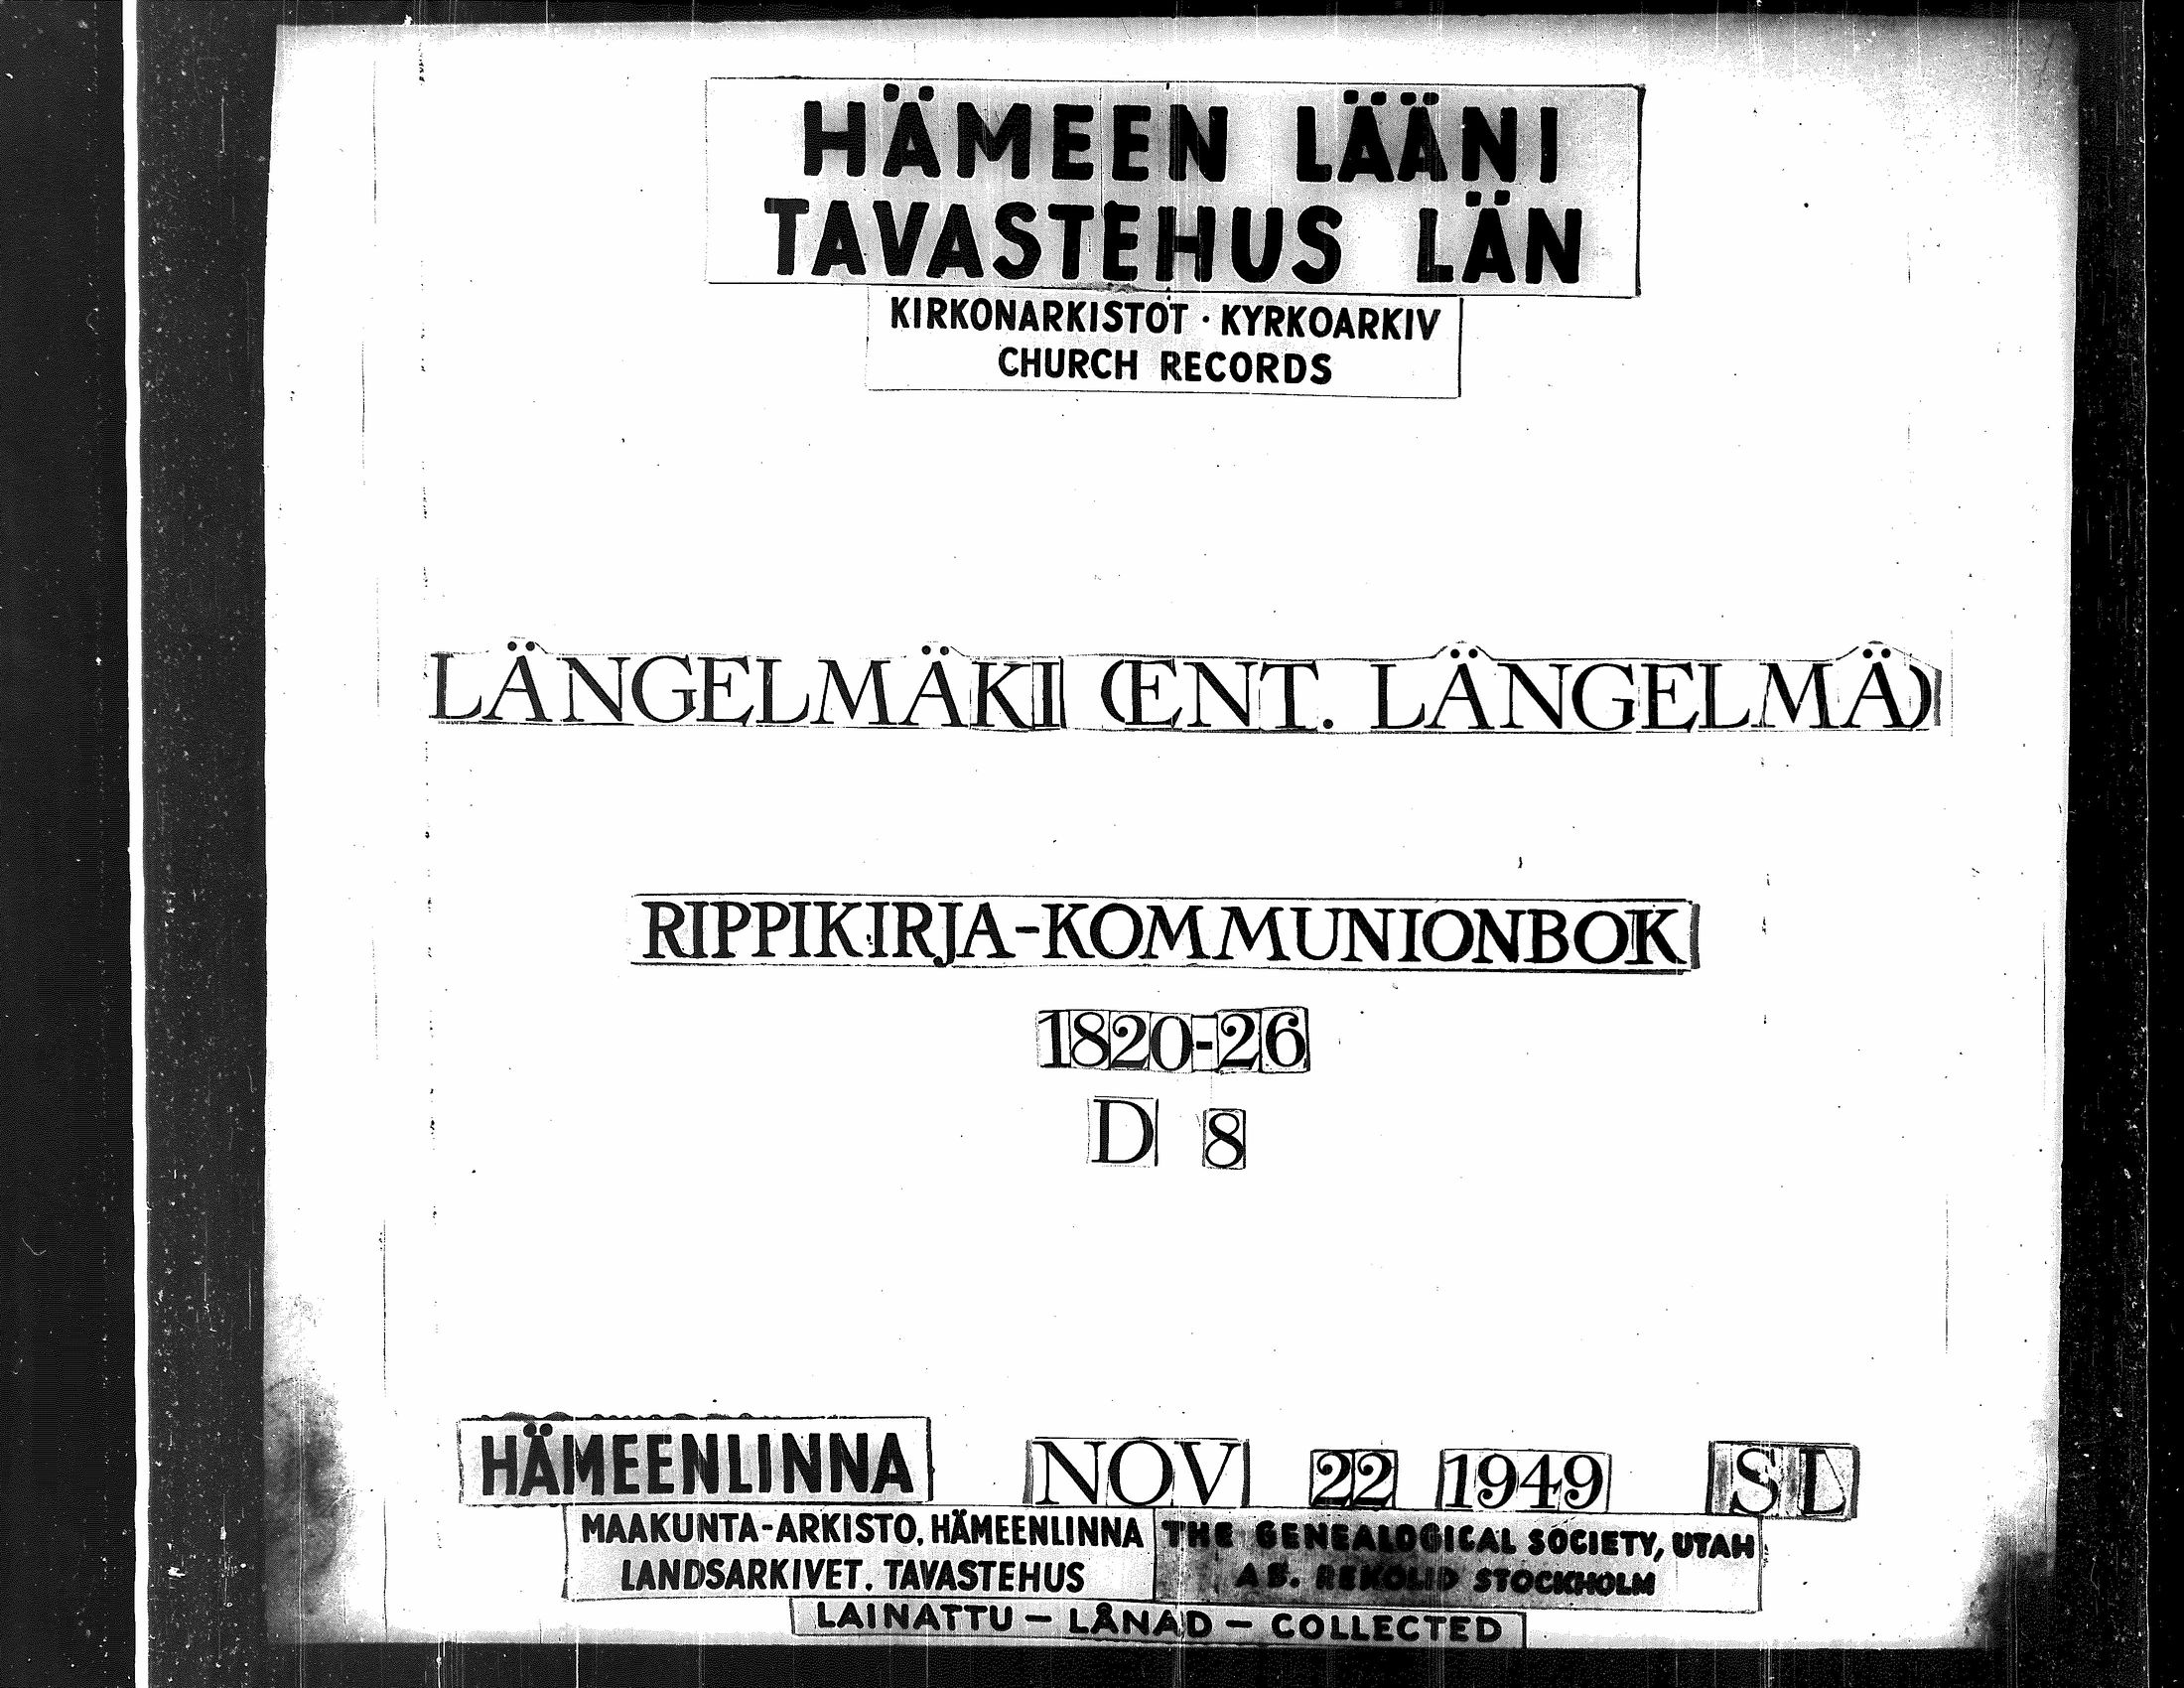 HÄMEEN LÄÄNI
TAVASTEHUS LÄN
KIRKONARKISTOT · KYRKOARKIV
CHURCH RECORDS
LÄNGELMÄKI (ENT. LÄNGELMÄ)
RIPPIKIRJA-KOMMUNIONBOK
1820-26
D 8
HÄMEENLINNA NOV 22 1949 SL
MAAKUNTA-ARKISTO, HÄMEENLINNA
LANDSARKIVET, TAVASTEHUS
THE GENEALOGICAL SOCIETY, UTAH
AB. REKOLID STOCKHOLM
LAINATTU — LÅNAD — COLLECTED